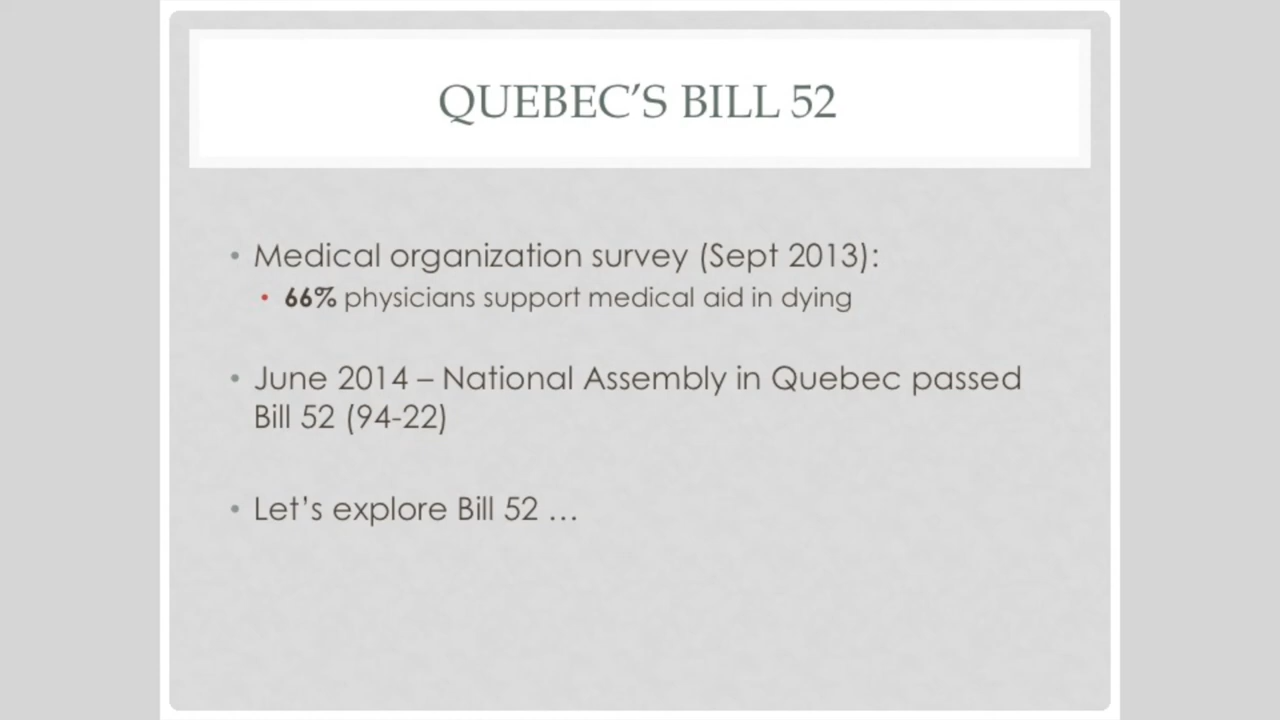 QUEBEC’S BILL 52
• Medical organization survey (Sept 2013):
• 66% physicians support medical aid in dying
• June 2014 – National Assembly in Quebec passed
Bill 52 (94-22)
• Let’s explore Bill 52 …